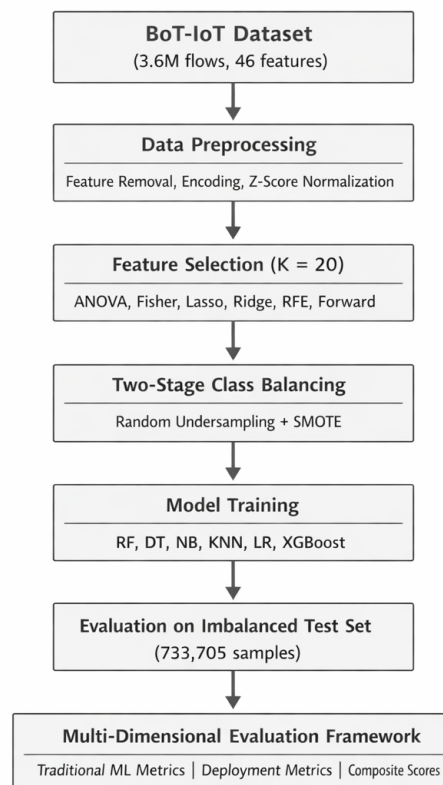 BoT-IoT Dataset
(3.6M flows, 46 features)
Data Preprocessing
Feature Removal, Encoding, Z-Score Normalization
Feature Selection (K = 20)
ANOVA, Fisher, Lasso, Ridge, RFE, Forward
Two-Stage Class Balancing
Random Undersampling + SMOTE
Model Training
RF, DT, NB, KNN, LR, XGBoost
Evaluation on Imbalanced Test Set
(733,705 samples)
Multi-Dimensional Evaluation Framework
Traditional ML Metrics | Deployment Metrics | Composite Scores